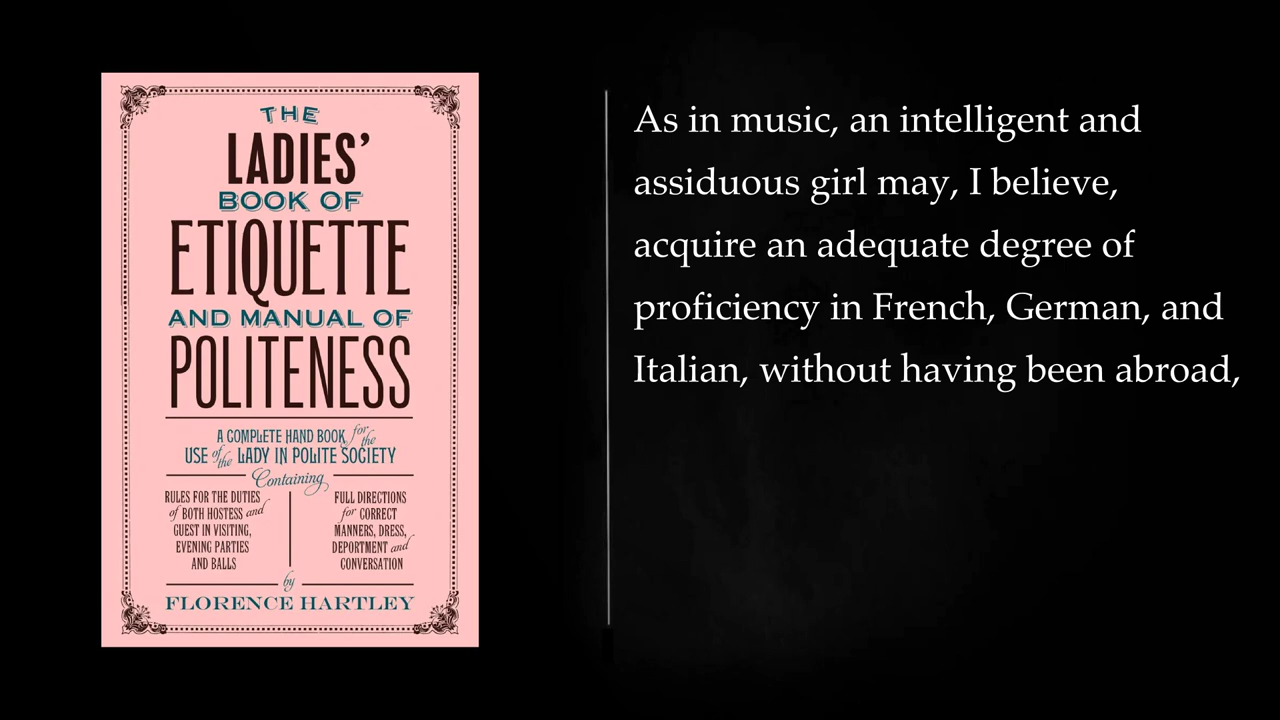 THE
LADIES'
BOOK OF
ETIQUETTE
AND MANUAL OF
POLITENESS
A COMPLETE HAND BOOK for the
USE of the LADY IN POLITE SOCIETY
Containing
RULES FOR THE DUTIES
of BOTH HOSTESS and
GUEST IN VISITING,
EVENING PARTIES
AND BALLS
FULL DIRECTIONS
for CORRECT
MANNERS, DRESS,
DEPORTMENT and
CONVERSATION
by
FLORENCE HARTLEY
As in music, an intelligent and
assiduous girl may, I believe,
acquire an adequate degree of
proficiency in French, German, and
Italian, without having been abroad,